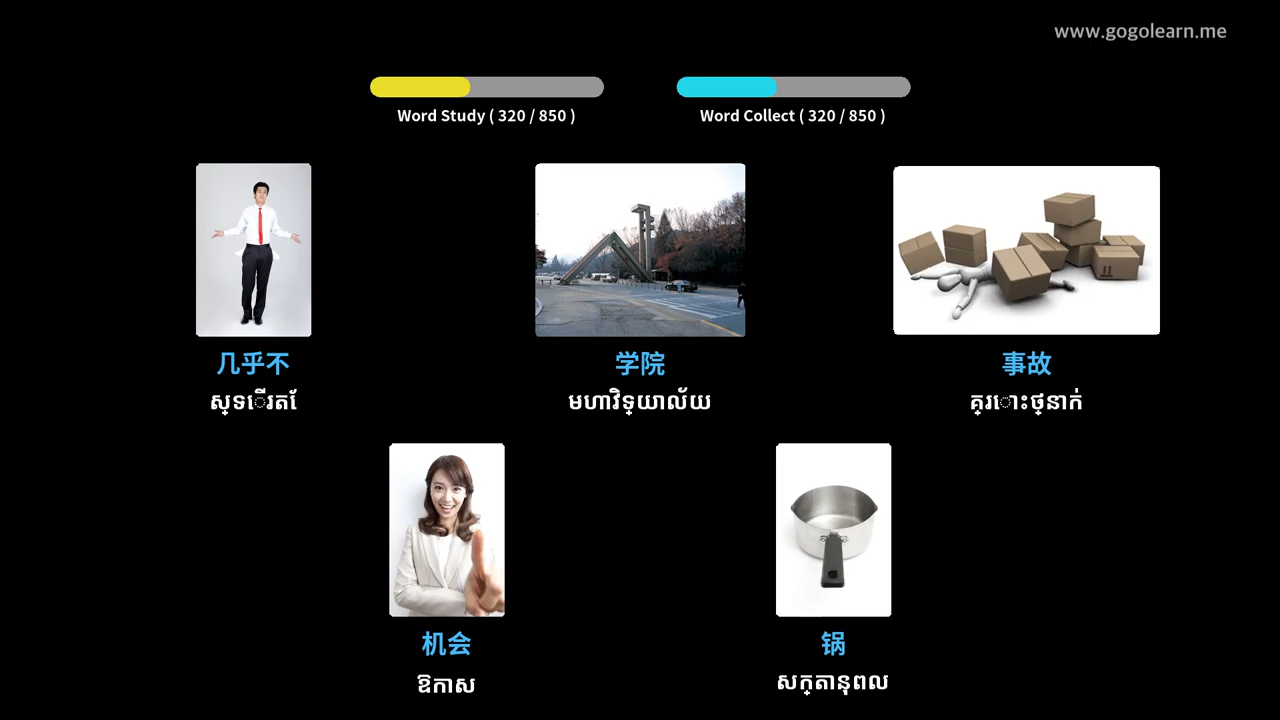 www.gogolearn.me
Word Study ( 320 / 850 )
Word Collect ( 320 / 850 )
几乎不
ស្ទើរតែ
学院
មហាវិទ្យាល័យ
事故
គ្រោះថ្នាក់
机会
ឱកាស
锅
សក្តានុពល